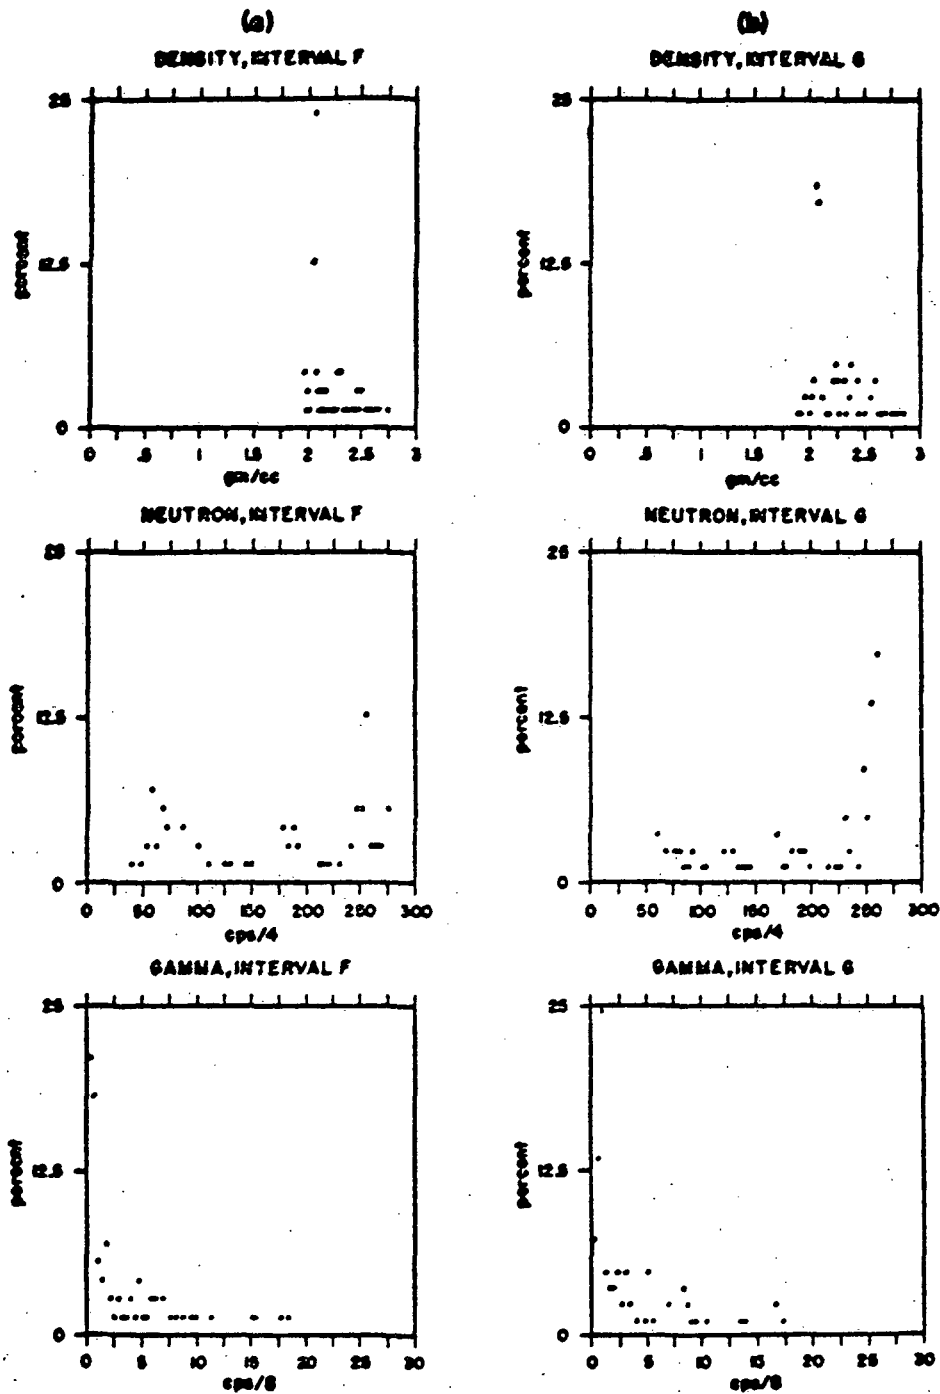 (a)
DENSITY, INTERVAL F
25
percent
12.5
0
0 .5 1 1.5 2 2.5 3
gm/cc
(b)
DENSITY, INTERVAL G
25
percent
12.5
0
0 .5 1 1.5 2 2.5 3
gm/cc
NEUTRON, INTERVAL F
25
percent
12.5
0
0 50 100 150 200 250 300
cps/4
NEUTRON, INTERVAL G
25
percent
12.5
0
0 50 100 150 200 250 300
cps/4
GAMMA, INTERVAL F
25
percent
12.5
0
0 5 10 15 20 25 30
cps/8
GAMMA, INTERVAL G
25
percent
12.5
0
0 5 10 15 20 25 30
cps/8